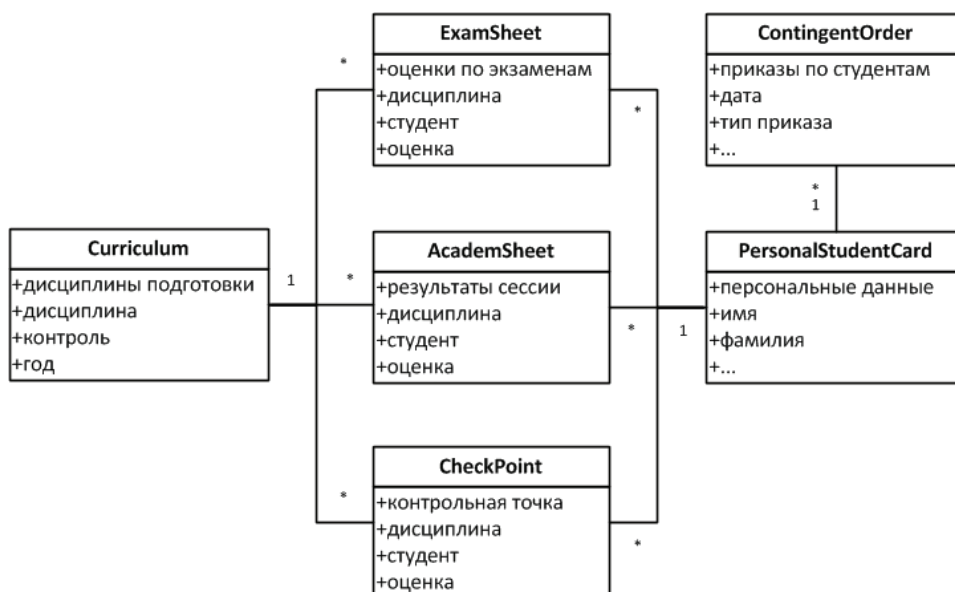 ExamSheet
+оценки по экзаменам
+дисциплина
+студент
+оценка
ContingentOrder
+приказы по студентам
+дата
+тип приказа
+...
*
*
*
1
Curriculum
+дисциплины подготовки
+дисциплина
+контроль
+год
1
*
AcademSheet
+результаты сессии
+дисциплина
+студент
+оценка
*
1
PersonalStudentCard
+персональные данные
+имя
+фамилия
+...
*
CheckPoint
+контрольная точка
+дисциплина
+студент
+оценка
*